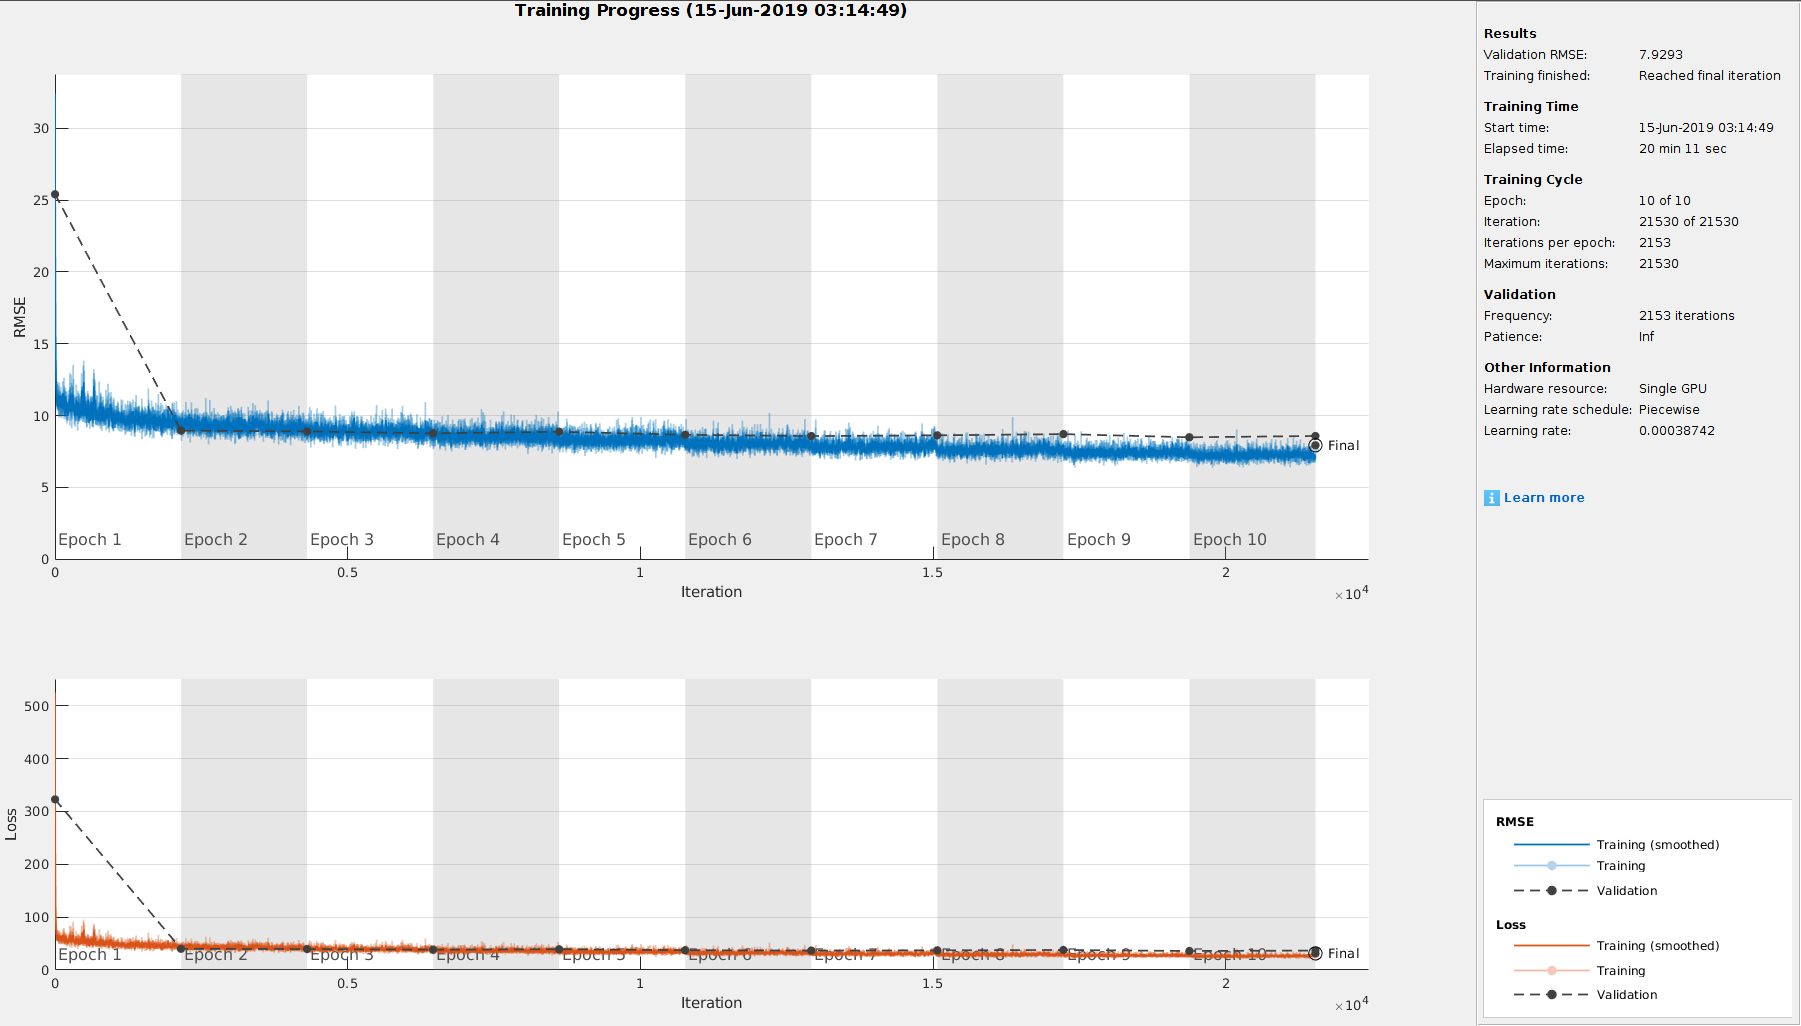 Training Progress (15-Jun-2019 03:14:49)
30
25
20
15
10
5
0
RMSE
Epoch 1
Epoch 2
Epoch 3
Epoch 4
Epoch 5
Epoch 6
Epoch 7
Epoch 8
Epoch 9
Epoch 10
Final
0
0.5
1
1.5
2
Iteration
×10⁴
500
400
300
200
100
0
Loss
Epoch 1
Epoch 2
Epoch 3
Epoch 4
Epoch 5
Epoch 6
Epoch 7
Epoch 8
Epoch 9
Epoch 10
Final
0
0.5
1
1.5
2
Iteration
×10⁴
Results
Validation RMSE: 7.9293
Training finished: Reached final iteration
Training Time
Start time: 15-Jun-2019 03:14:49
Elapsed time: 20 min 11 sec
Training Cycle
Epoch: 10 of 10
Iteration: 21530 of 21530
Iterations per epoch: 2153
Maximum iterations: 21530
Validation
Frequency: 2153 iterations
Patience: Inf
Other Information
Hardware resource: Single GPU
Learning rate schedule: Piecewise
Learning rate: 0.00038742
i Learn more
RMSE
Training (smoothed)
Training
Validation
Loss
Training (smoothed)
Training
Validation